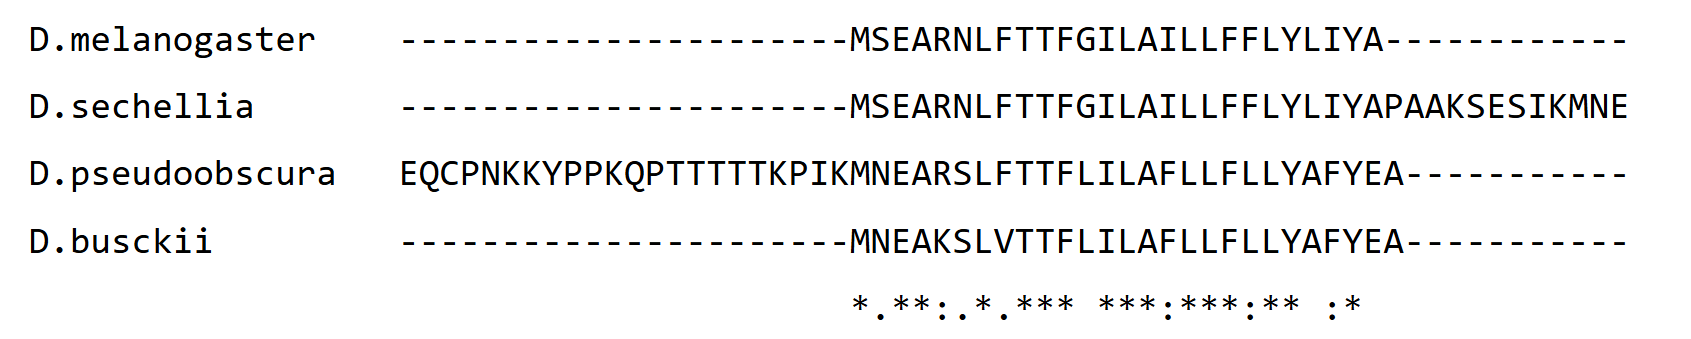 D.melanogaster ----------------------MSEARNLFTTFGILAILLFFLYLIYA------------
D.sechellia ----------------------MSEARNLFTTFGILAILLFFLYLIYAPAAKSESIKMNE
D.pseudoobscura EQCPNKKYPPKQPTTTTTKPIKMNEARSLFTTFLILAFLLFLLYAFYEA-----------
D.busckii ----------------------MNEAKSLVTTFLILAFLLFLLYAFYEA-----------
*.**:.*.*** ***:***:** :*